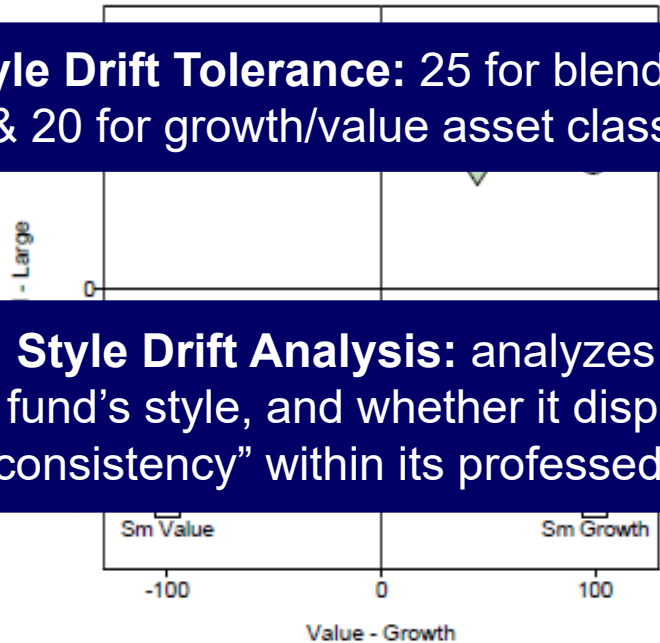 yle Drift Tolerance: 25 for blend
& 20 for growth/value asset class
- Large
0
Style Drift Analysis: analyzes
fund’s style, and whether it disp
consistency” within its professed
Sm Value Sm Growth
-100 0 100
Value - Growth